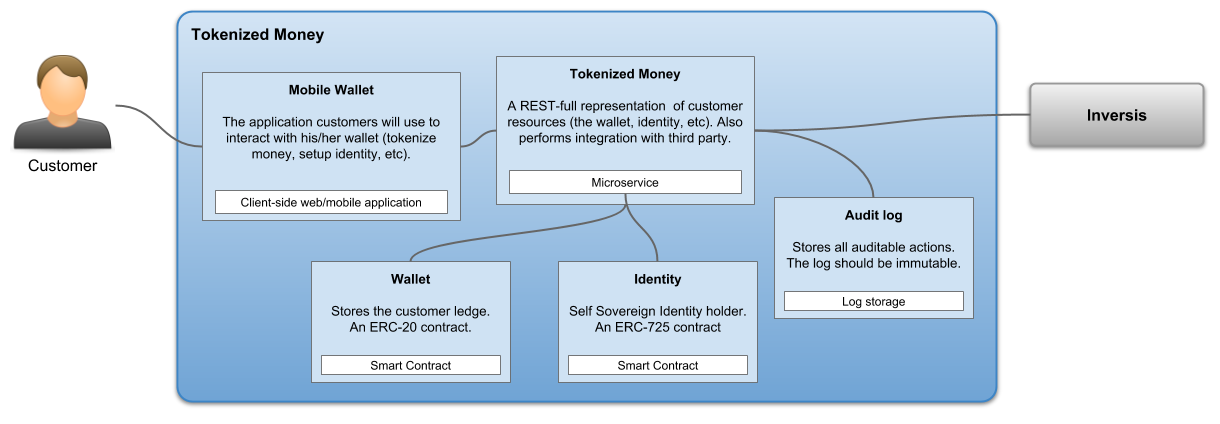 Tokenized Money
Customer
Mobile Wallet
The application customers will use to
interact with his/her wallet (tokenize
money, setup identity, etc).
Client-side web/mobile application
Tokenized Money
A REST-full representation of customer
resources (the wallet, identity, etc). Also
performs integration with third party.
Microservice
Inversis
Audit log
Stores all auditable actions.
The log should be immutable.
Log storage
Wallet
Stores the customer ledge.
An ERC-20 contract.
Smart Contract
Identity
Self Sovereign Identity holder.
An ERC-725 contract
Smart Contract